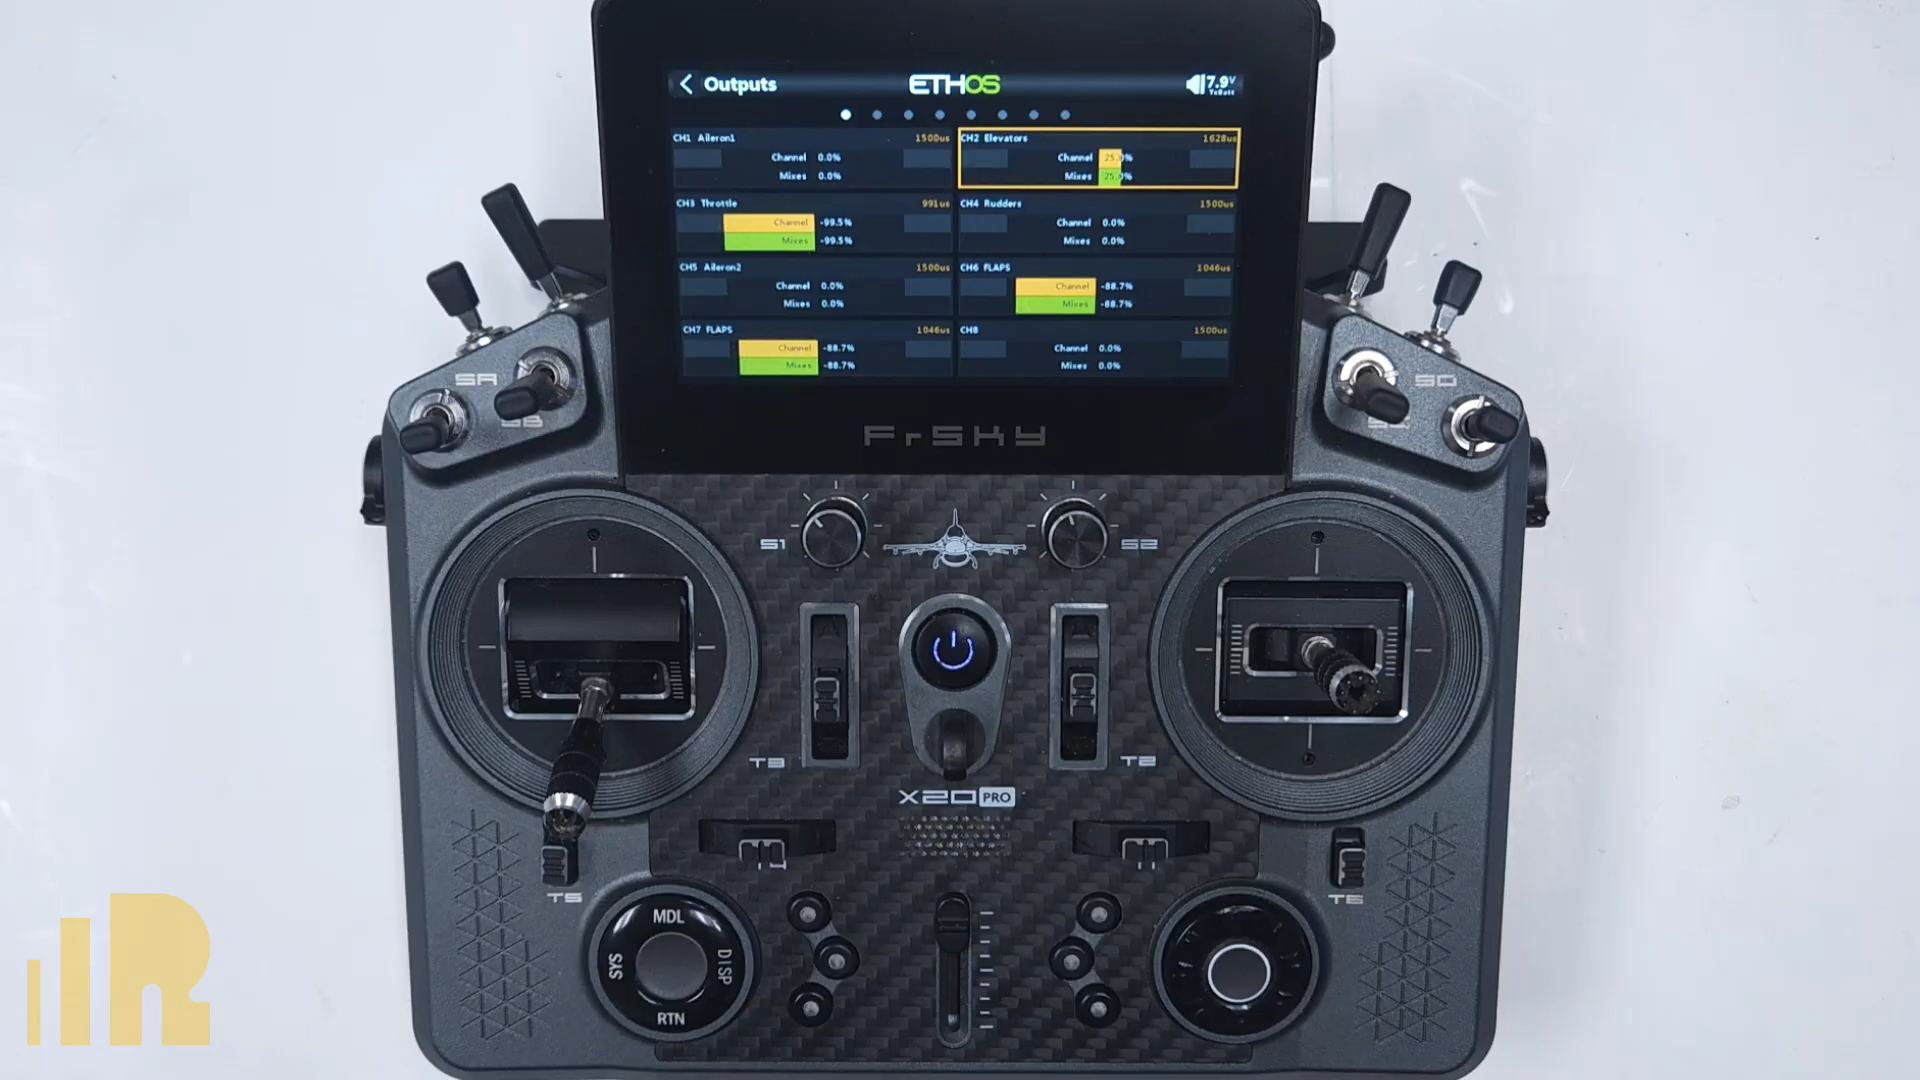 Outputs ETHOS 7.9V
TxBatt
CH1 Aileron1 1500us
Channel 0.0%
Mixes 0.0%
CH2 Elevators 1628us
Channel 25.0%
Mixes 25.0%
CH3 Throttle 991us
Channel -99.5%
Mixes -99.5%
CH4 Rudders 1500us
Channel 0.0%
Mixes 0.0%
CH5 Aileron2 1500us
Channel 0.0%
Mixes 0.0%
CH6 FLAPS 1046us
Channel -88.7%
Mixes -88.7%
CH7 FLAPS 1046us
Channel -88.7%
Mixes -88.7%
CH8 1500us
Channel 0.0%
Mixes 0.0%
FrSKY
SA
SB
SD
S1
S2
T3
T2
X20 PRO
T5
T6
MDL
SYS
DISP
RTN